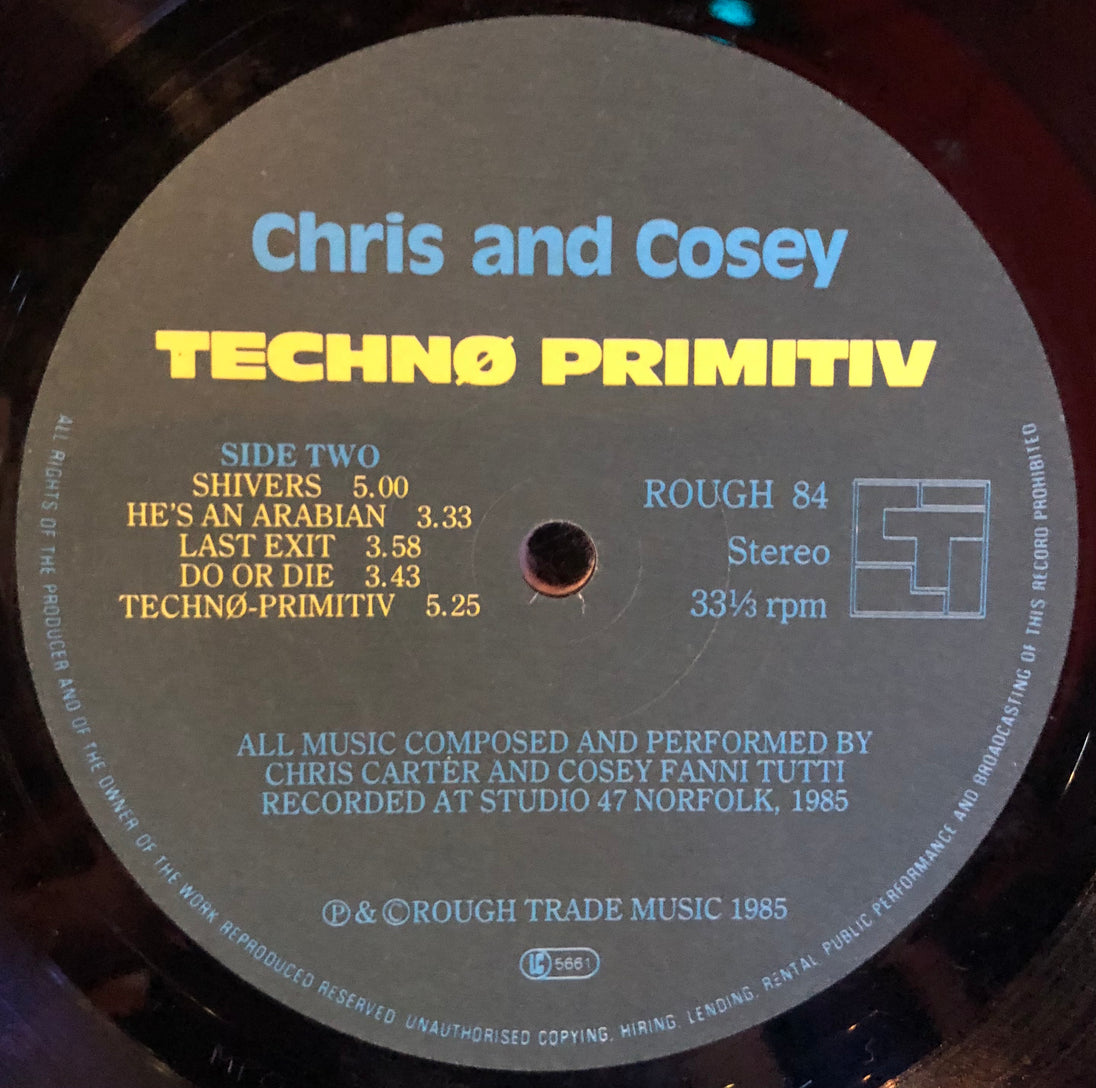 Chris and Cosey
TECHNØ PRIMITIV
SIDE TWO
SHIVERS 5.00
HE'S AN ARABIAN 3.33
LAST EXIT 3.58
DO OR DIE 3.43
TECHNØ-PRIMITIV 5.25
ROUGH 84
Stereo
33⅓ rpm
ALL MUSIC COMPOSED AND PERFORMED BY
CHRIS CARTER AND COSEY FANNI TUTTI
RECORDED AT STUDIO 47 NORFOLK, 1985
Ⓟ & ©ROUGH TRADE MUSIC 1985
LC 5661
ALL RIGHTS OF THE PRODUCER AND OF THE OWNER OF THE WORK REPRODUCED RESERVED. UNAUTHORISED COPYING, HIRING, LENDING, RENTAL PUBLIC PERFORMANCE AND BROADCASTING OF THIS RECORD PROHIBITED